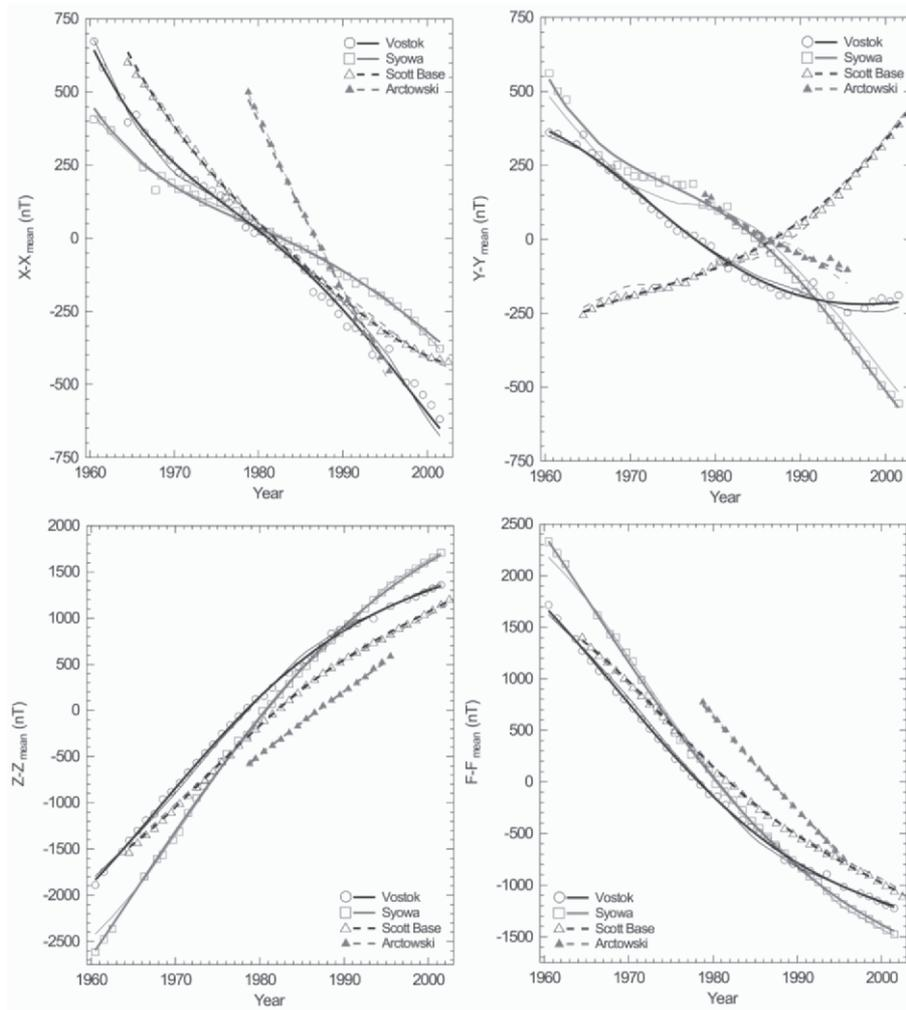 750
500
250
0
-250
-500
-750
X-Xmean (nT)
1960 1970 1980 1990 2000
Year
Vostok
Syowa
Scott Base
Arctowski
750
500
250
0
-250
-500
-750
Y-Ymean (nT)
1960 1970 1980 1990 2000
Year
Vostok
Syowa
Scott Base
Arctowski
2000
1500
1000
500
0
-500
-1000
-1500
-2000
-2500
Z-Zmean (nT)
1960 1970 1980 1990 2000
Year
Vostok
Syowa
Scott Base
Arctowski
2500
2000
1500
1000
500
0
-500
-1000
-1500
F-Fmean (nT)
1960 1970 1980 1990 2000
Year
Vostok
Syowa
Scott Base
Arctowski